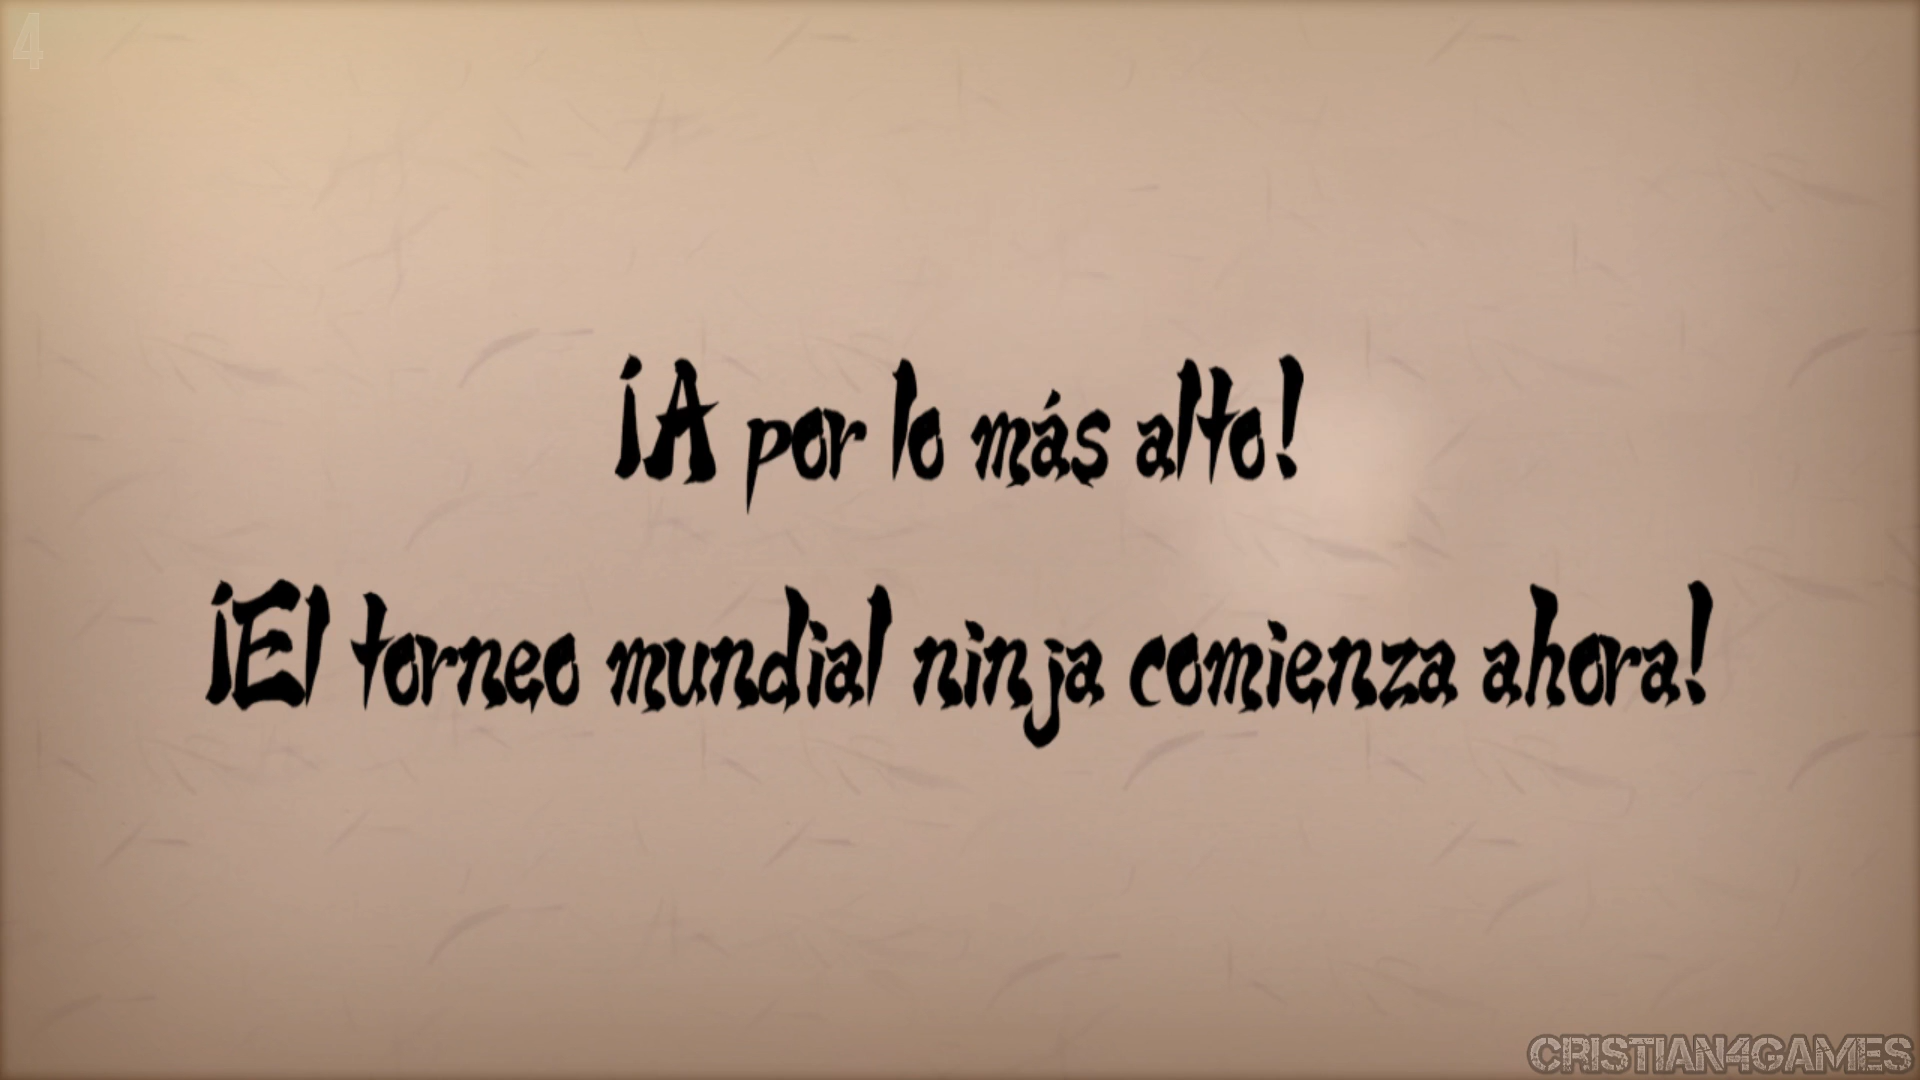 4
¡A por lo más alto!
¡El torneo mundial ninja comienza ahora!
CRISTIAN4GAMES